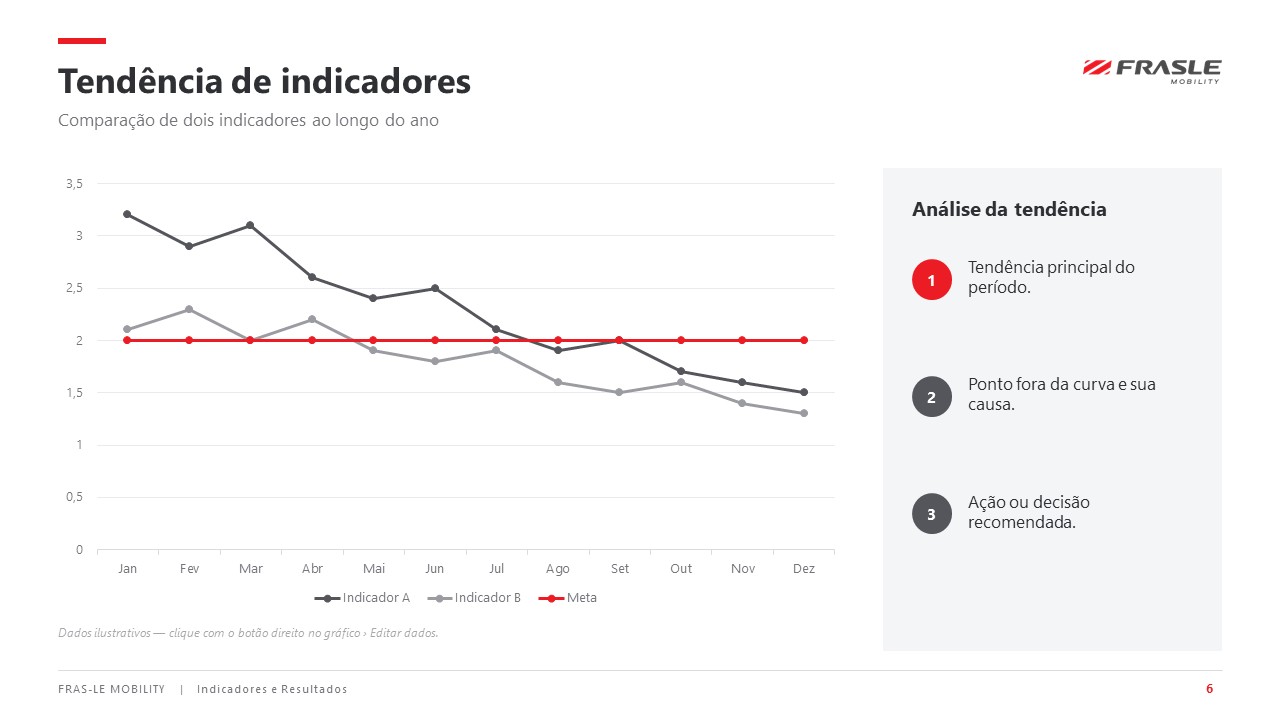 Tendência de indicadores
Comparação de dois indicadores ao longo do ano
FRASLE
MOBILITY
3,5
3
2,5
2
1,5
1
0,5
0
Jan Fev Mar Abr Mai Jun Jul Ago Set Out Nov Dez
Indicador A Indicador B Meta
Dados ilustrativos — clique com o botão direito no gráfico › Editar dados.
Análise da tendência
1 Tendência principal do
período.
2 Ponto fora da curva e sua
causa.
3 Ação ou decisão
recomendada.
FRAS-LE MOBILITY | Indicadores e Resultados
6